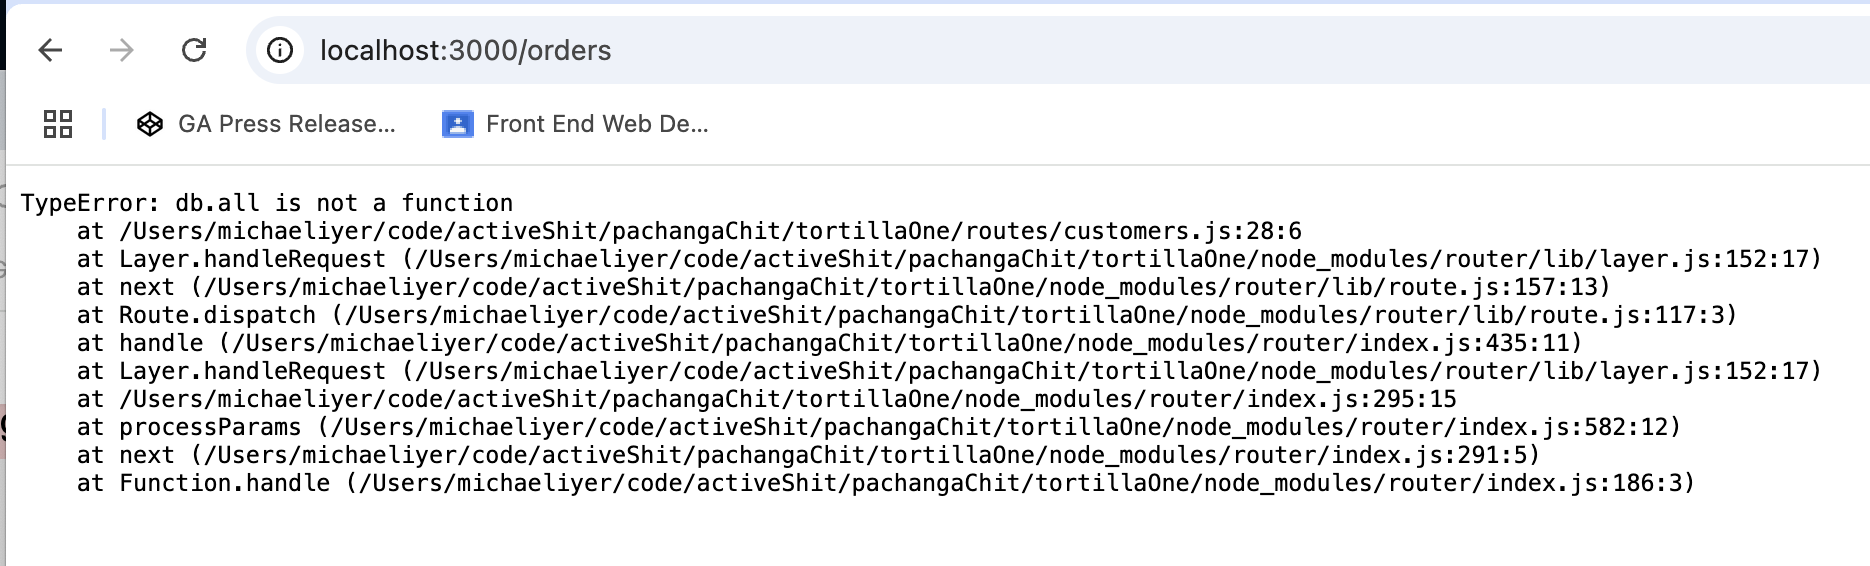 localhost:3000/orders
GA Press Release... Front End Web De...
TypeError: db.all is not a function
    at /Users/michaeliyer/code/activeShit/pachangaChit/tortillaOne/routes/customers.js:28:6
    at Layer.handleRequest (/Users/michaeliyer/code/activeShit/pachangaChit/tortillaOne/node_modules/router/lib/layer.js:152:17)
    at next (/Users/michaeliyer/code/activeShit/pachangaChit/tortillaOne/node_modules/router/lib/route.js:157:13)
    at Route.dispatch (/Users/michaeliyer/code/activeShit/pachangaChit/tortillaOne/node_modules/router/lib/route.js:117:3)
    at handle (/Users/michaeliyer/code/activeShit/pachangaChit/tortillaOne/node_modules/router/index.js:435:11)
    at Layer.handleRequest (/Users/michaeliyer/code/activeShit/pachangaChit/tortillaOne/node_modules/router/lib/layer.js:152:17)
    at /Users/michaeliyer/code/activeShit/pachangaChit/tortillaOne/node_modules/router/index.js:295:15
    at processParams (/Users/michaeliyer/code/activeShit/pachangaChit/tortillaOne/node_modules/router/index.js:582:12)
    at next (/Users/michaeliyer/code/activeShit/pachangaChit/tortillaOne/node_modules/router/index.js:291:5)
    at Function.handle (/Users/michaeliyer/code/activeShit/pachangaChit/tortillaOne/node_modules/router/index.js:186:3)